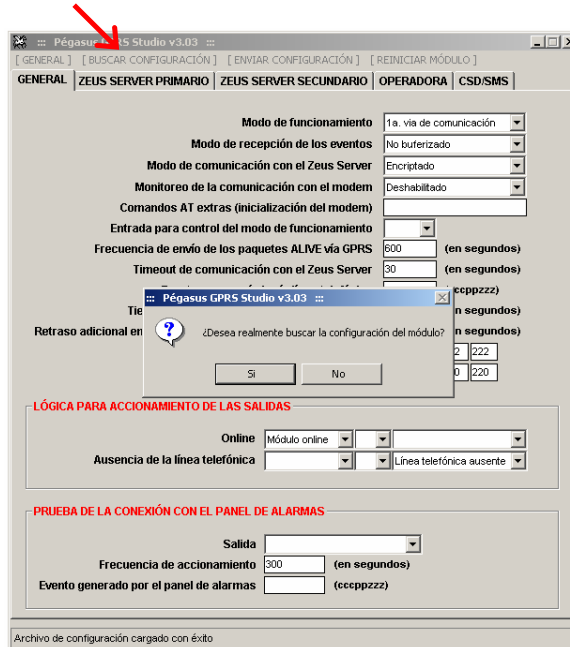 ::: Pégasus GPRS Studio v3.03 :::
[ GENERAL ] [ BUSCAR CONFIGURACIÓN ] [ ENVIAR CONFIGURACIÓN ] [ REINICIAR MÓDULO ]
GENERAL ZEUS SERVER PRIMARIO ZEUS SERVER SECUNDARIO OPERADORA CSD/SMS
Modo de funcionamiento 1a. via de comunicación
Modo de recepción de los eventos No buferizado
Modo de comunicación con el Zeus Server Encriptado
Monitoreo de la comunicación con el modem Deshabilitado
Comandos AT extras (inicialización del modem)
Entrada para control del modo de funcionamiento
Frecuencia de envío de los paquetes ALIVE vía GPRS 600 (en segundos)
Timeout de comunicación con el Zeus Server 30 (en segundos)
(cccppzzz)
Tie n segundos)
Retraso adicional en n segundos)
2 222
0 220
::: Pégasus GPRS Studio v3.03 :::
¿Desea realmente buscar la configuración del módulo?
Si No
LÓGICA PARA ACCIONAMIENTO DE LAS SALIDAS
Online Módulo online
Ausencia de la línea telefónica Línea telefónica ausente
PRUEBA DE LA CONEXIÓN CON EL PANEL DE ALARMAS
Salida
Frecuencia de accionamiento 300 (en segundos)
Evento generado por el panel de alarmas (cccppzzz)
Archivo de configuración cargado con éxito